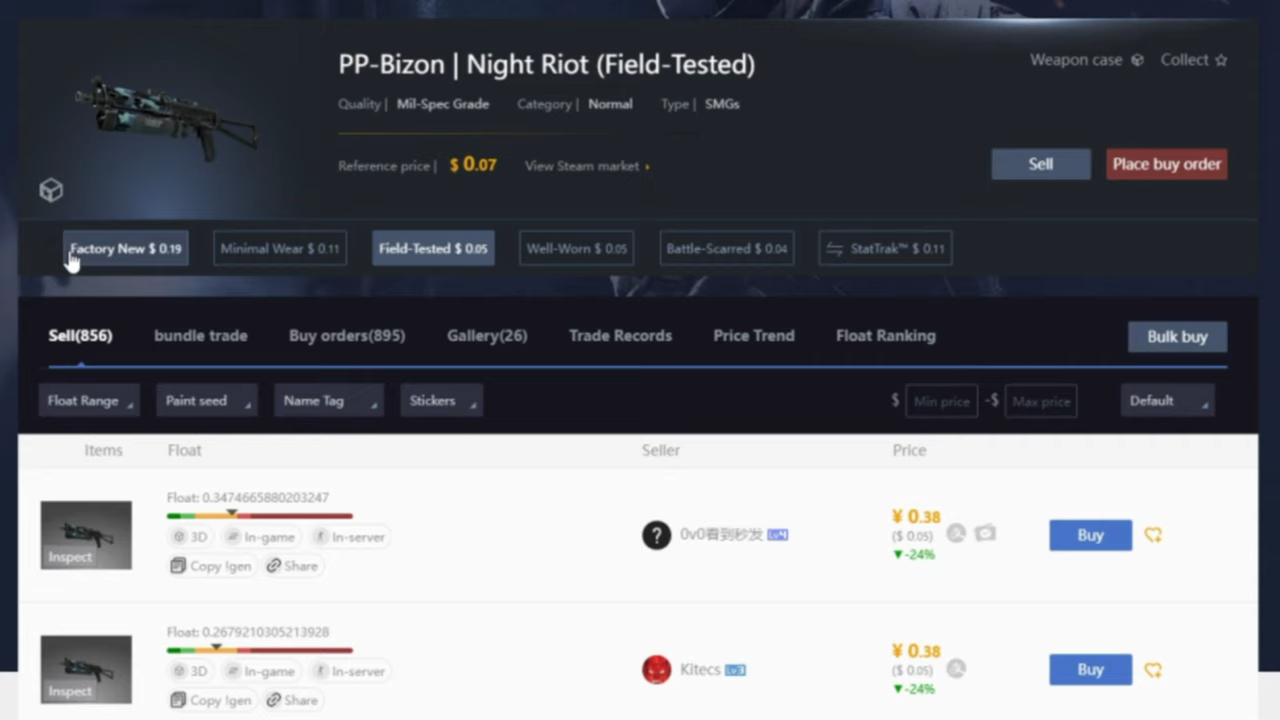 PP-Bizon | Night Riot (Field-Tested)
Weapon case Collect
Quality | Mil-Spec Grade Category | Normal Type | SMGs
Reference price | $ 0.07 View Steam market
Sell Place buy order
Factory New $ 0.19 Minimal Wear $ 0.11 Field-Tested $ 0.05 Well-Worn $ 0.05 Battle-Scarred $ 0.04 StatTrak™ $ 0.11
Sell(856) bundle trade Buy orders(895) Gallery(26) Trade Records Price Trend Float Ranking Bulk buy
Float Range Paint seed Name Tag Stickers $ Min price -$ Max price Default
Items Float Seller Price
Float: 0.3474665880203247
Inspect
3D In-game In-server
Copy !gen Share
0v0看到秒发 Lv4
¥ 0.38
($ 0.05)
▼-24%
Buy
Float: 0.2679210305213928
Inspect
3D In-game In-server
Copy !gen Share
Kitecs Lv3
¥ 0.38
($ 0.05)
▼-24%
Buy